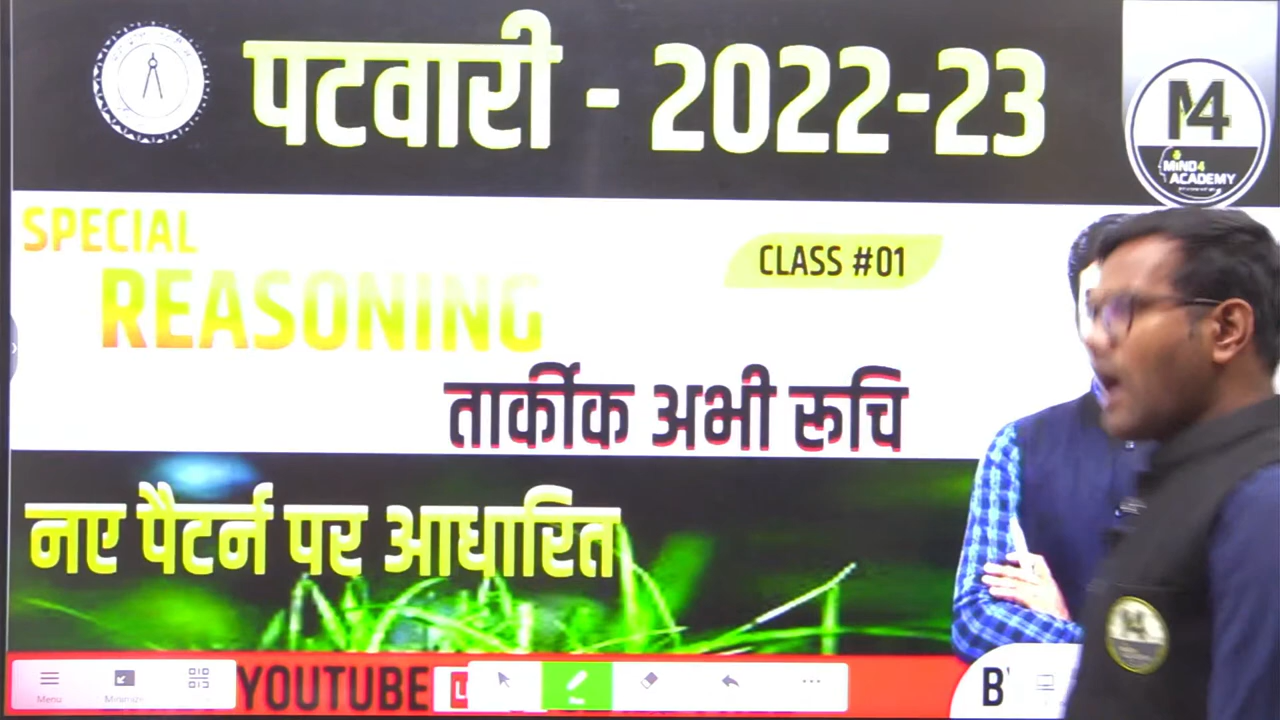 पटवारी - 2022-23
M4
MIND4
ACADEMY
SPECIAL
REASONING
CLASS #01
तार्कीक अभी रूचि
नए पैटर्न पर आधारित
YOUTUBE
B
Menu